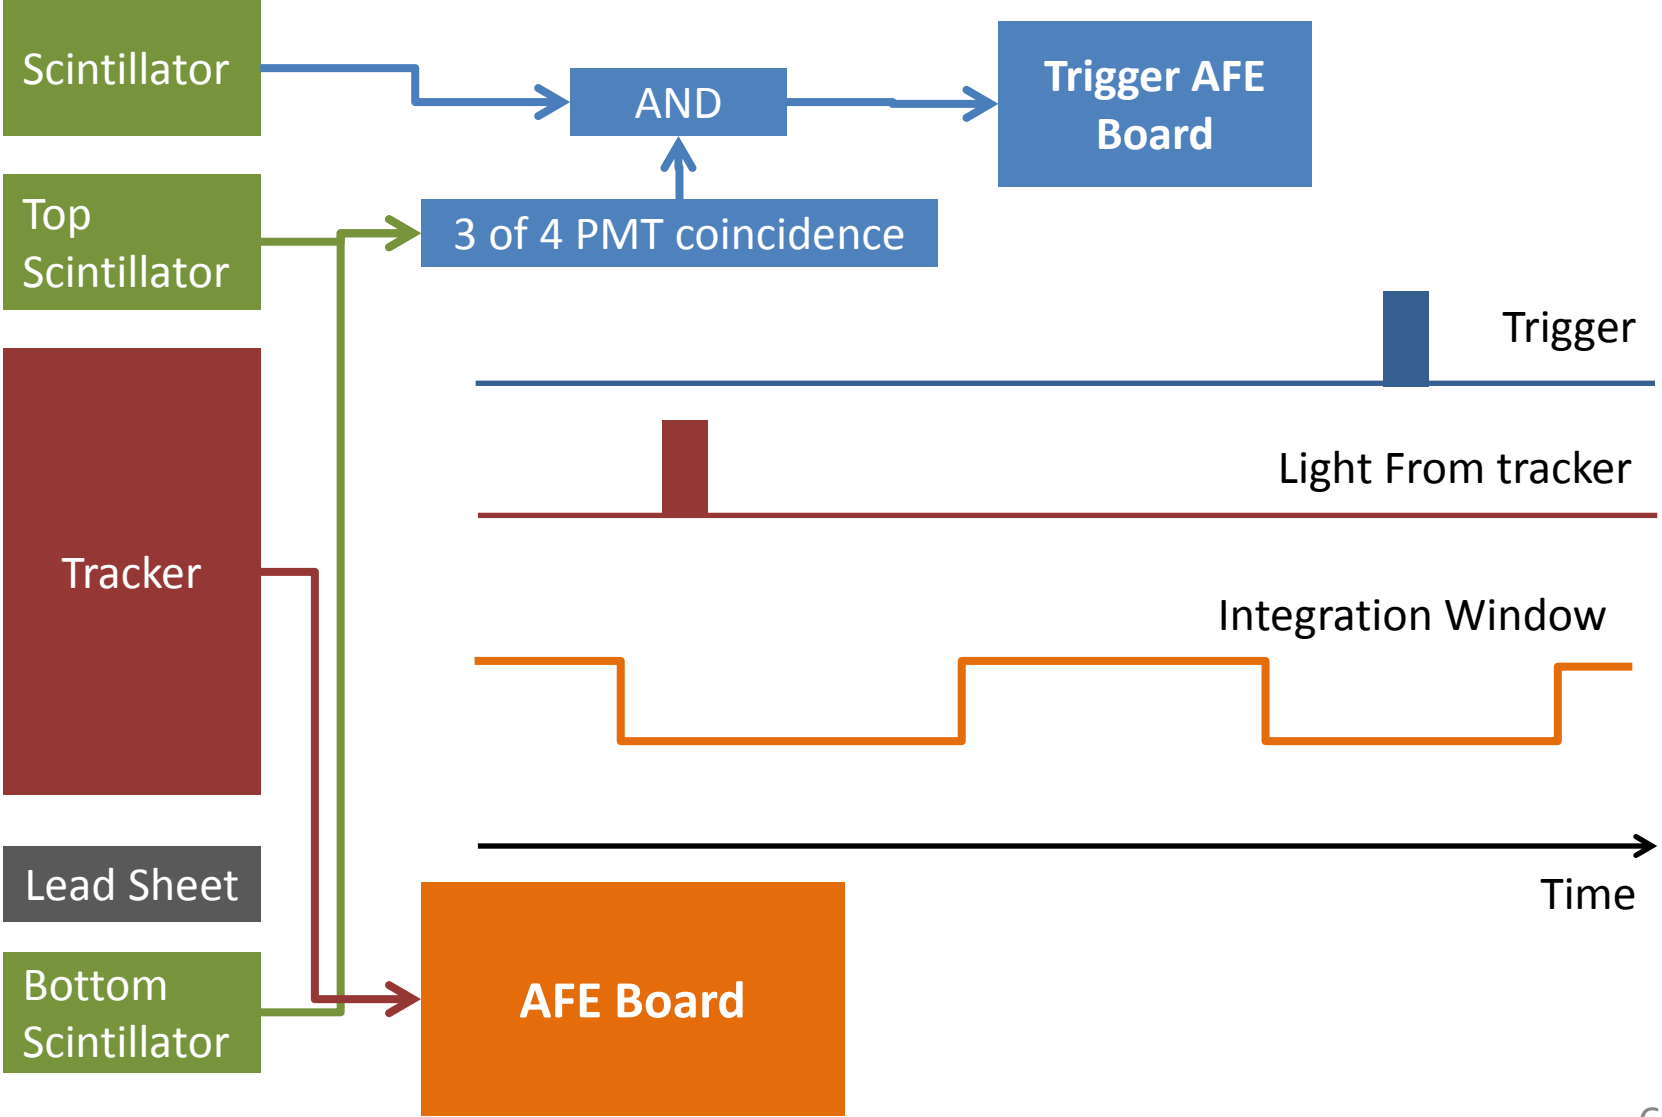 Scintillator
AND
Trigger AFE
Board
Top
Scintillator
3 of 4 PMT coincidence
Trigger
Light From tracker
Tracker
Integration Window
Lead Sheet
Time
Bottom
Scintillator
AFE Board